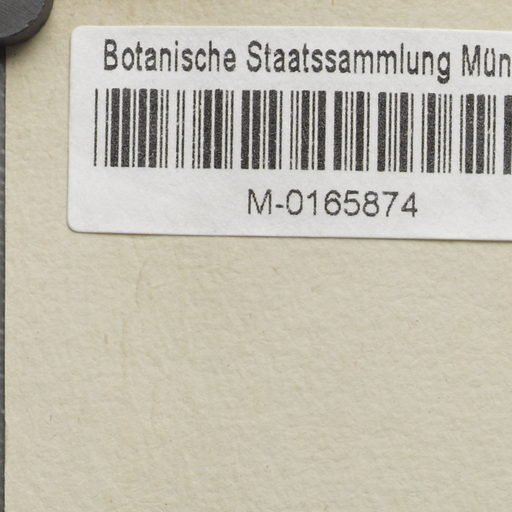 Botanische Staatssammlung Mün
M-0165874